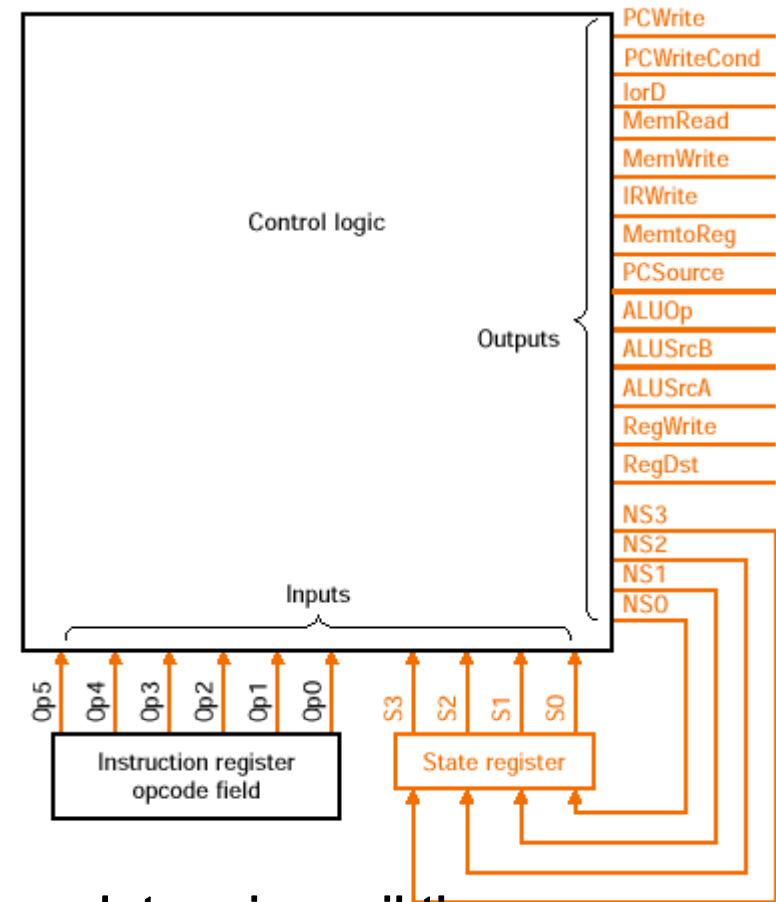 PCWrite
PCWriteCond
IorD
MemRead
MemWrite
IRWrite
Control logic
MemtoReg
PCSource
ALUOp
Outputs
ALUSrcB
ALUSrcA
RegWrite
RegDst
NS3
NS2
NS1
Inputs
NS0
Op5 Op4 Op3 Op2 Op1 Op0 S3 S2 S1 S0
Instruction register
opcode field
State register